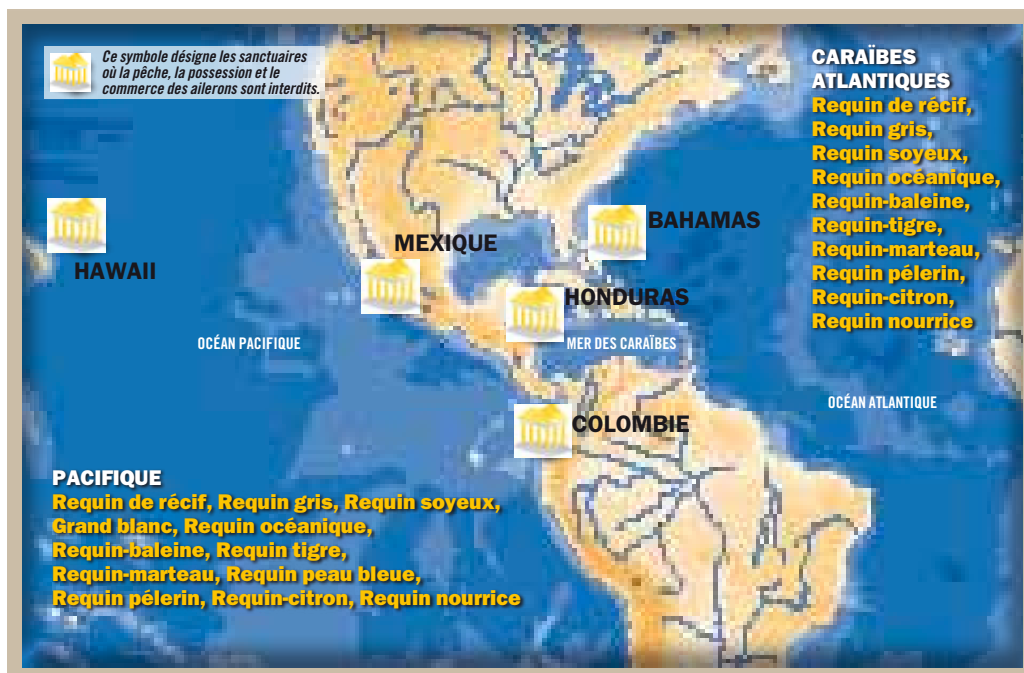 Ce symbole désigne les sanctuaires
où la pêche, la possession et le
commerce des ailerons sont interdits.
CARAÏBES
ATLANTIQUES
Requin de récif,
Requin gris,
Requin soyeux,
Requin océanique,
Requin-baleine,
Requin-tigre,
Requin-marteau,
Requin pélerin,
Requin-citron,
Requin nourrice
BAHAMAS
MEXIQUE
HAWAII
HONDURAS
OCÉAN PACIFIQUE
MER DES CARAÏBES
OCÉAN ATLANTIQUE
COLOMBIE
PACIFIQUE
Requin de récif, Requin gris, Requin soyeux,
Grand blanc, Requin océanique,
Requin-baleine, Requin tigre,
Requin-marteau, Requin peau bleue,
Requin pélerin, Requin-citron, Requin nourrice